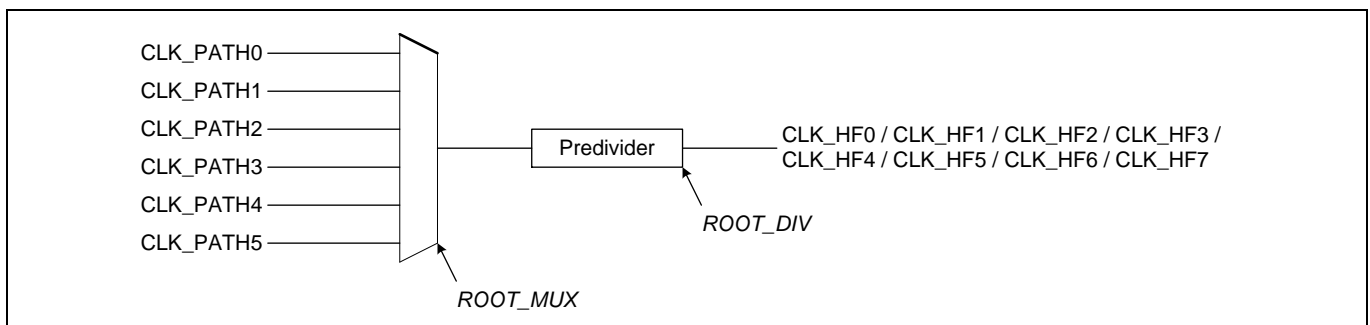 CLK_PATH0
CLK_PATH1
CLK_PATH2
CLK_PATH3
CLK_PATH4
CLK_PATH5
Predivider
CLK_HF0 / CLK_HF1 / CLK_HF2 / CLK_HF3 /
CLK_HF4 / CLK_HF5 / CLK_HF6 / CLK_HF7
ROOT_DIV
ROOT_MUX